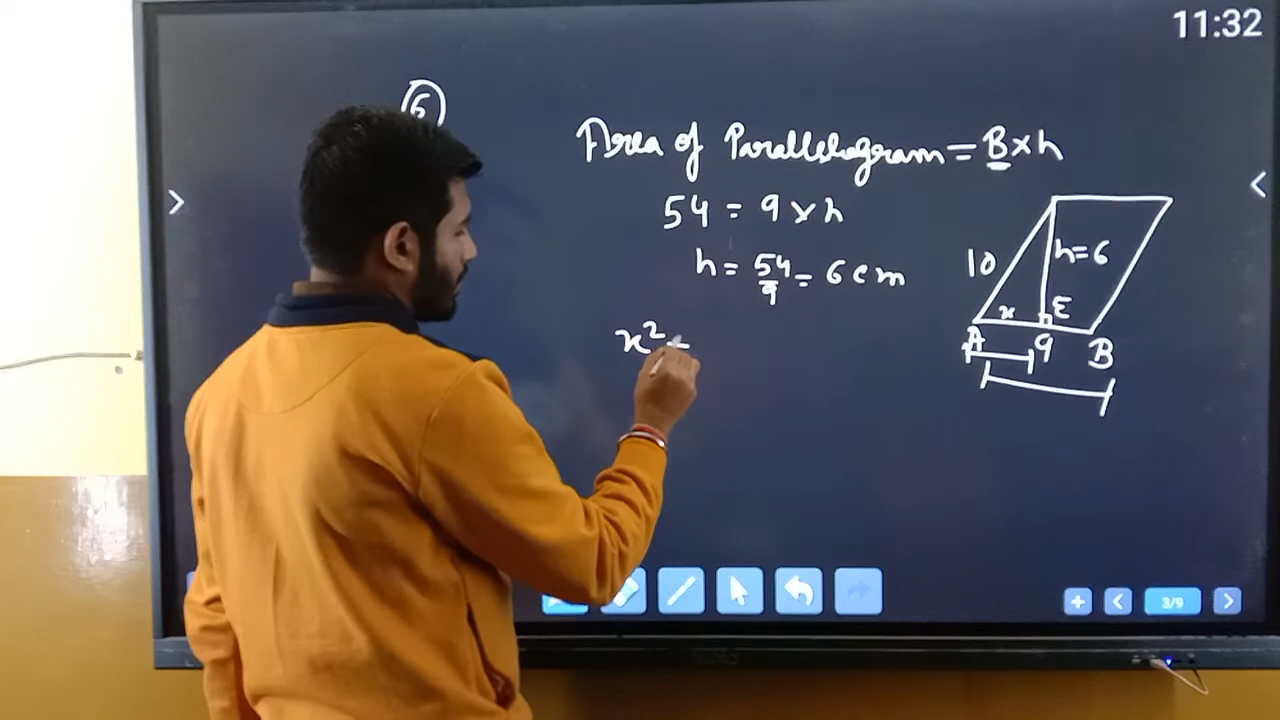 11:32
6
Area of Parallelogram = B × h
54 = 9 × h
h = 54/9 = 6 cm
x² =
10
h=6
x
E
A
9
B
3/9